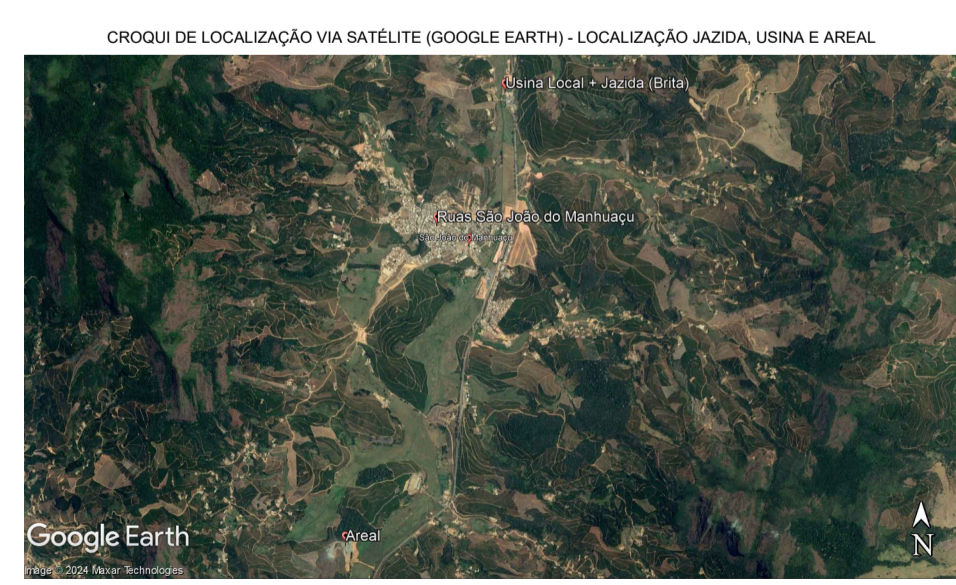 CROQUI DE LOCALIZAÇÃO VIA SATÉLITE (GOOGLE EARTH) - LOCALIZAÇÃO JAZIDA, USINA E AREAL
Usina Local + Jazida (Brita)
Ruas São João do Manhuaçu
São João do Manhuaçu
Areal
Google Earth
Image © 2024 Maxar Technologies
N